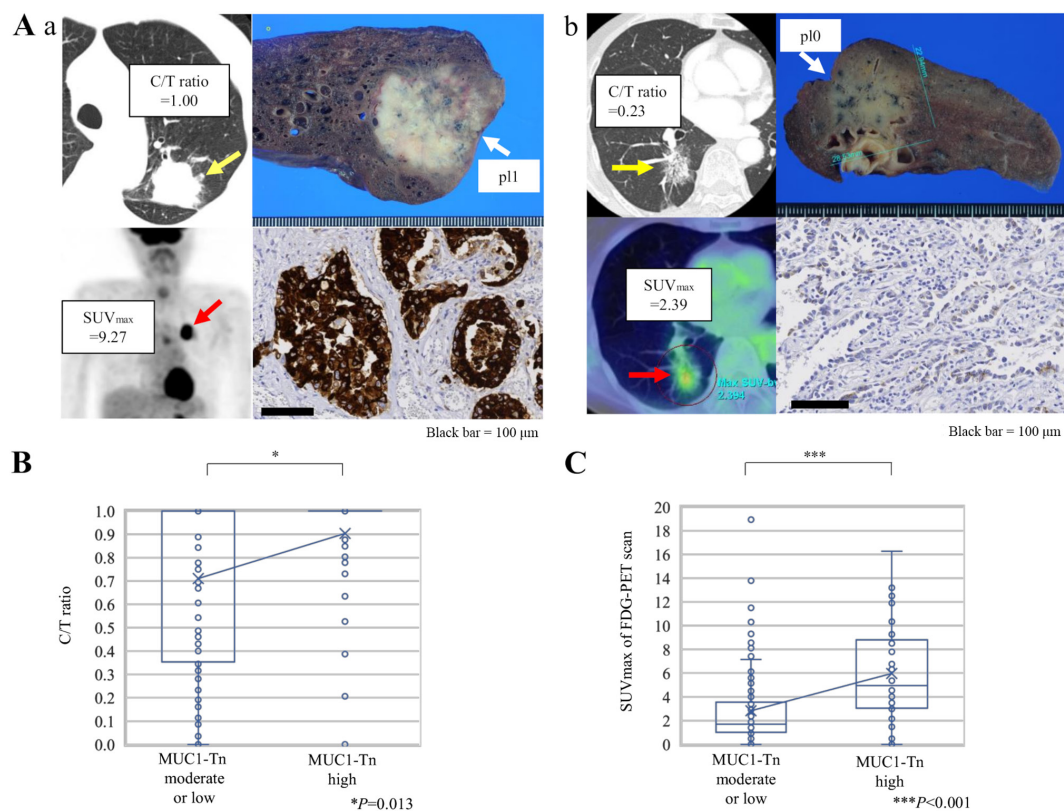 A a
C/T ratio
=1.00
pl1
SUVmax
=9.27
Black bar = 100 μm
b
C/T ratio
=0.23
pl0
SUVmax
=2.39
Max SUV-b
2.394
Black bar = 100 μm
B
*
C/T ratio
1.0
0.9
0.8
0.7
0.6
0.5
0.4
0.3
0.2
0.1
0.0
MUC1-Tn
moderate
or low
MUC1-Tn
high
*P=0.013
C
***
SUVmax of FDG-PET scan
20
18
16
14
12
10
8
6
4
2
0
MUC1-Tn
moderate
or low
MUC1-Tn
high
***P<0.001